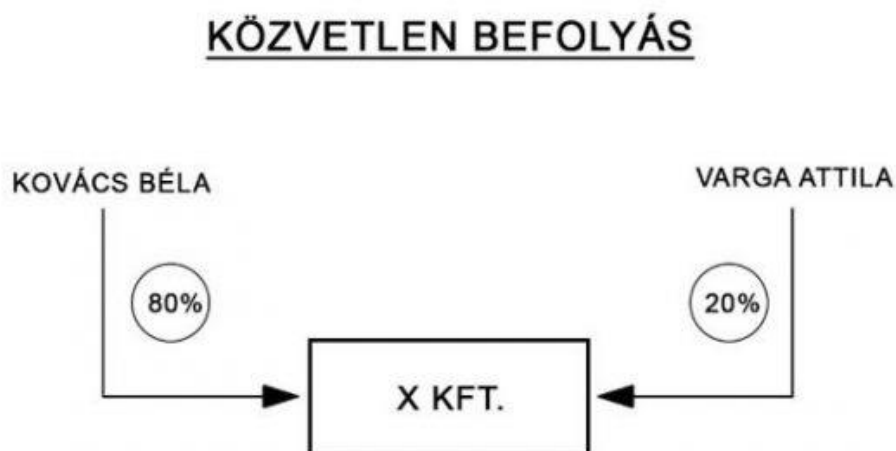 KÖZVETLEN BEFOLYÁS
KOVÁCS BÉLA
VARGA ATTILA
80%
20%
X KFT.